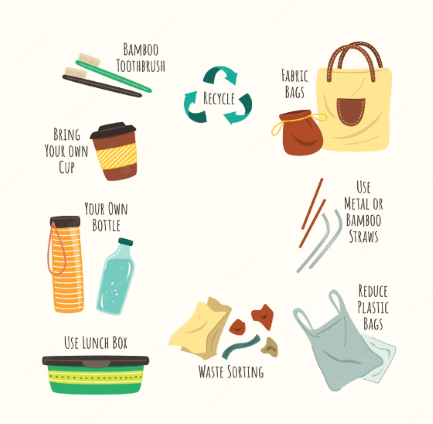 Bamboo
Toothbrush
Recycle
Fabric
Bags
Bring
Your own
Cup
Use
Metal or
Bamboo
Straws
Your Own
Bottle
Reduce
Plastic
Bags
Use Lunch Box
Waste Sorting